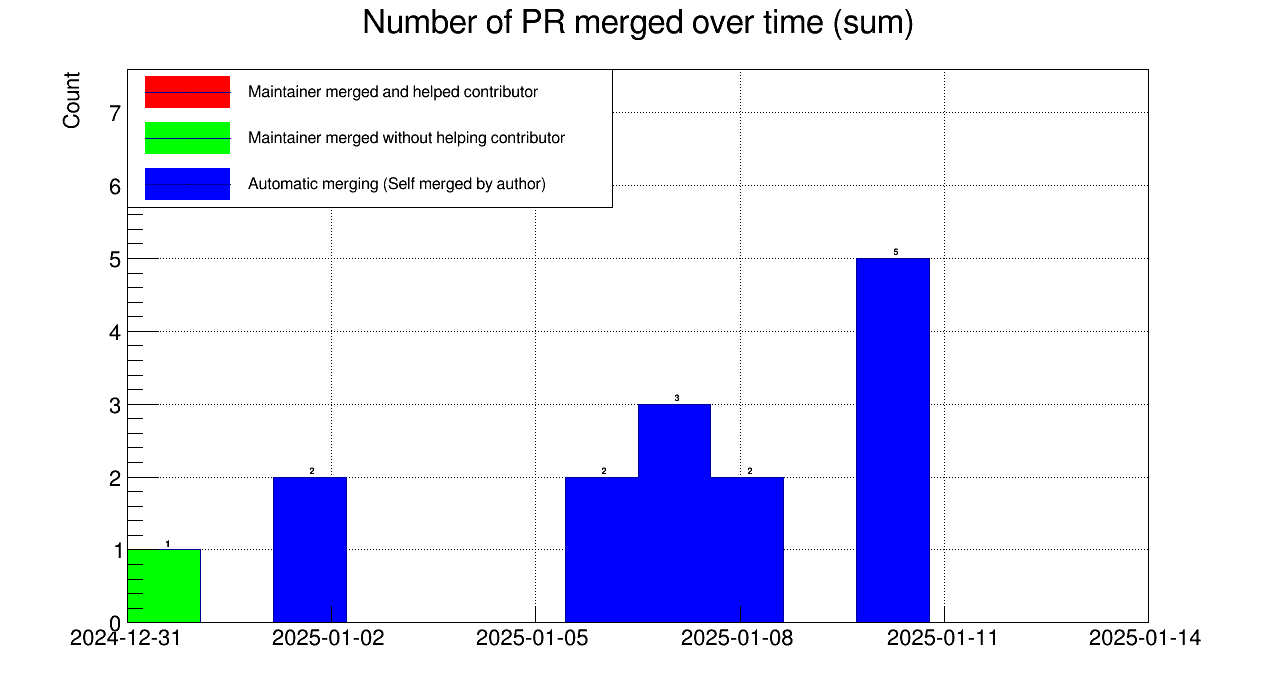 Number of PR merged over time (sum)
Count
Maintainer merged and helped contributor
Maintainer merged without helping contributor
Automatic merging (Self merged by author)
7
6
5
4
3
2
1
0
1
2
2
3
2
5
2024-12-31 2025-01-02 2025-01-05 2025-01-08 2025-01-11 2025-01-14